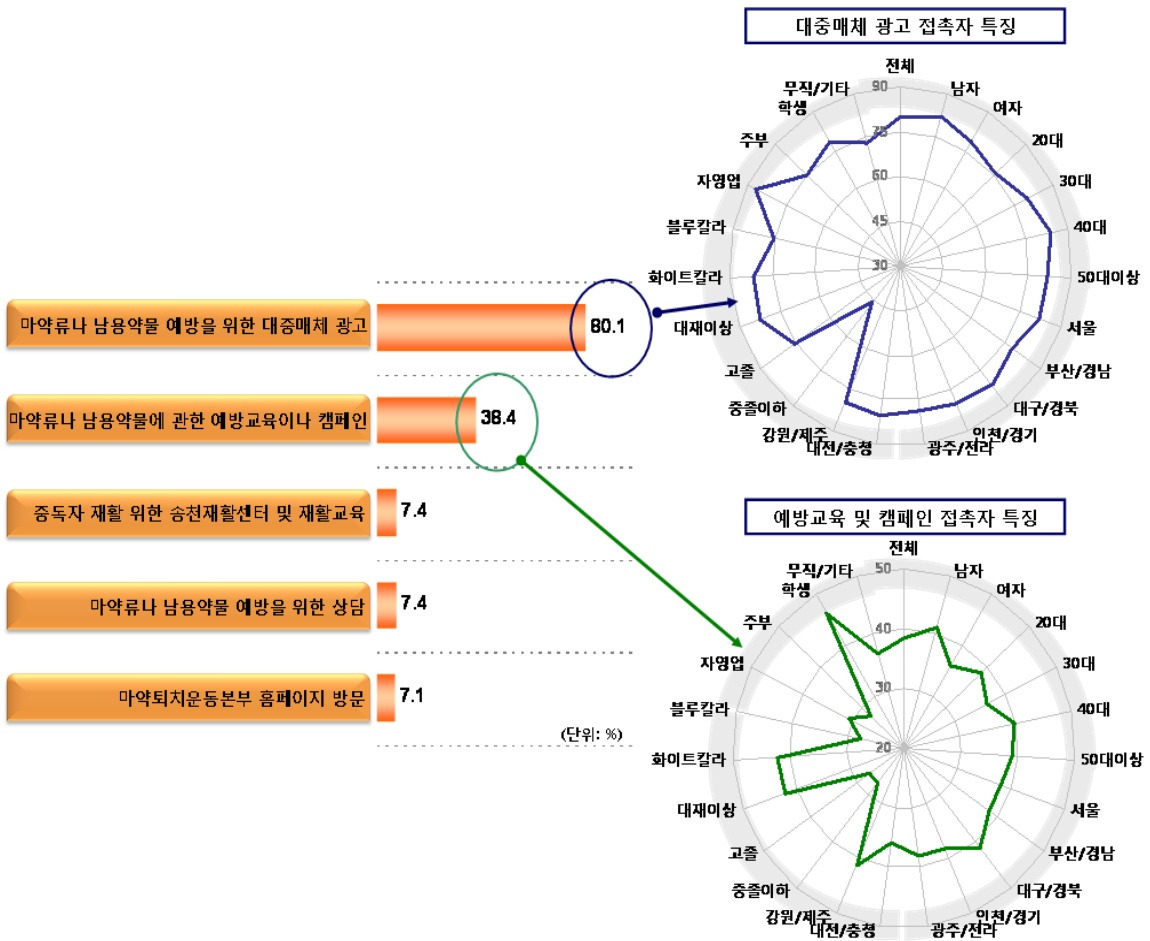 대중매체 광고 접촉자 특징
전체
남자
여자
20대
30대
40대
50대이상
서울
부산/경남
대구/경북
인천/경기
광주/전라
대전/충청
강원/제주
중졸이하
고졸
대재이상
화이트칼라
블루칼라
자영업
주부
학생
무직/기타
90
75
60
45
30
마약류나 남용약물 예방을 위한 대중매체 광고
80.1
마약류나 남용약물에 관한 예방교육이나 캠페인
38.4
중독자 재활 위한 송천재활센터 및 재활교육
7.4
마약류나 남용약물 예방을 위한 상담
7.4
마약퇴치운동본부 홈페이지 방문
7.1
(단위: %)
예방교육 및 캠페인 접촉자 특징
전체
남자
여자
20대
30대
40대
50대이상
서울
부산/경남
대구/경북
인천/경기
광주/전라
대전/충청
강원/제주
중졸이하
고졸
대재이상
화이트칼라
블루칼라
자영업
주부
학생
무직/기타
50
40
30
20